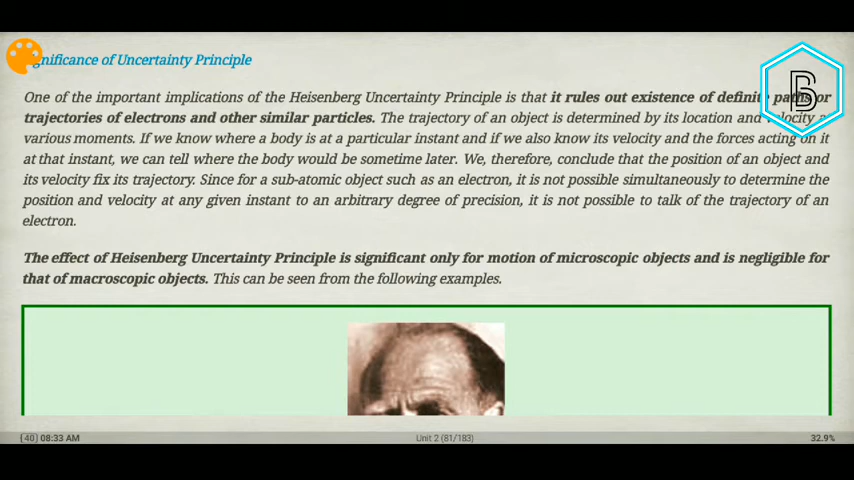 gnificance of Uncertainty Principle
One of the important implications of the Heisenberg Uncertainty Principle is that it rules out existence of definite paths or
trajectories of electrons and other similar particles. The trajectory of an object is determined by its location and velocity a
various moments. If we know where a body is at a particular instant and if we also know its velocity and the forces acting on it
at that instant, we can tell where the body would be sometime later. We, therefore, conclude that the position of an object and
its velocity fix its trajectory. Since for a sub-atomic object such as an electron, it is not possible simultaneously to determine the
position and velocity at any given instant to an arbitrary degree of precision, it is not possible to talk of the trajectory of an
electron.
The effect of Heisenberg Uncertainty Principle is significant only for motion of microscopic objects and is negligible for
that of macroscopic objects. This can be seen from the following examples.
B
{40} 08:33 AM Unit 2 (81/183) 32.9%